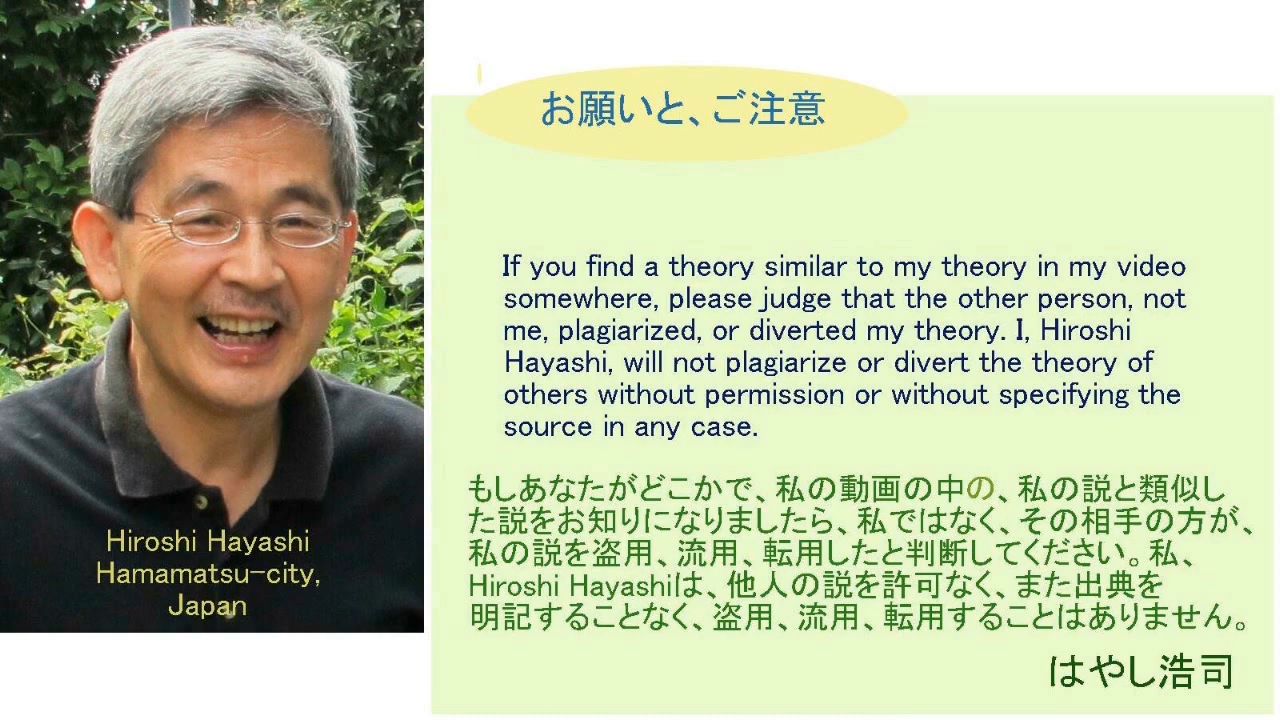 お願いと、ご注意
If you find a theory similar to my theory in my video
somewhere, please judge that the other person, not
me, plagiarized, or diverted my theory. I, Hiroshi
Hayashi, will not plagiarize or divert the theory of
others without permission or without specifying the
source in any case.
もしあなたがどこかで、私の動画の中の、私の説と類似し
た説をお知りになりましたら、私ではなく、その相手の方が、
私の説を盗用、流用、転用したと判断してください。私、
Hiroshi Hayashiは、他人の説を許可なく、また出典を
明記することなく、盗用、流用、転用することはありません。
はやし浩司
Hiroshi Hayashi
Hamamatsu-city,
Japan